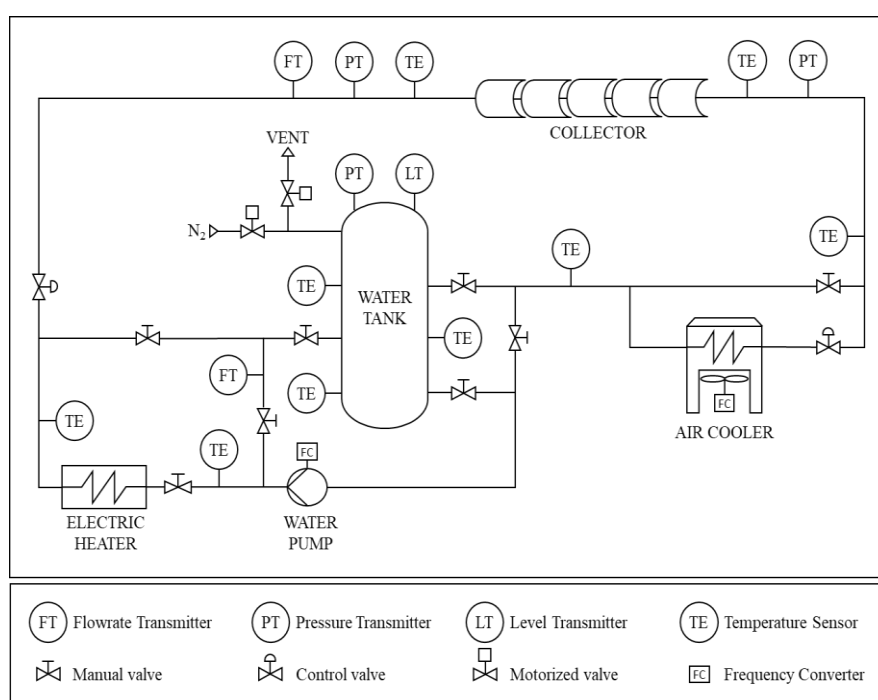 FT PT TE TE PT
COLLECTOR
VENT
PT LT
N₂
TE TE
TE
WATER
TANK
TE
FT
TE
TE TE
FC
AIR COOLER
FC
ELECTRIC
HEATER
WATER
PUMP
FT Flowrate Transmitter PT Pressure Transmitter LT Level Transmitter TE Temperature Sensor
Manual valve Control valve Motorized valve FC Frequency Converter